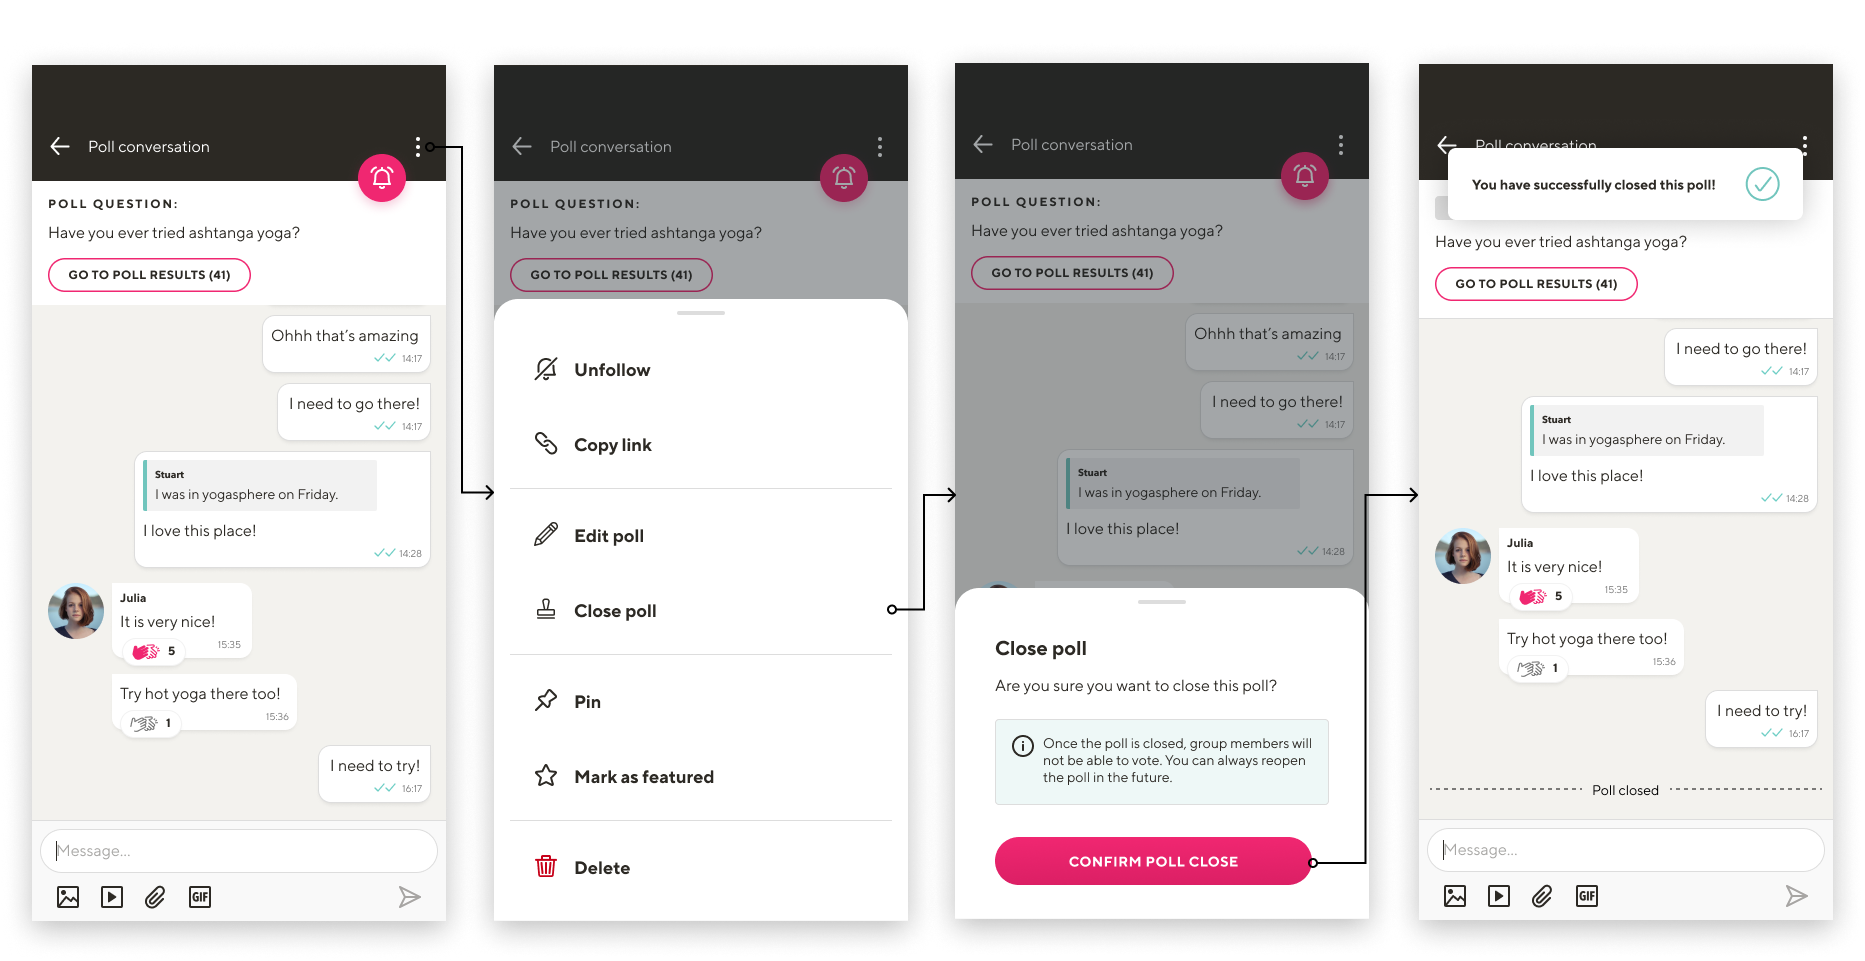 Poll conversation
POLL QUESTION:
Have you ever tried ashtanga yoga?
GO TO POLL RESULTS (41)
Ohhh that's amazing
14:17
I need to go there!
14:17
Stuart
I was in yogasphere on Friday.
I love this place!
14:28
Julia
It is very nice!
5
15:35
Try hot yoga there too!
1
15:36
I need to try!
16:17
Message...
GIF
Poll conversation
POLL QUESTION:
Have you ever tried ashtanga yoga?
GO TO POLL RESULTS (41)
Unfollow
Copy link
Edit poll
Close poll
Pin
Mark as featured
Delete
Poll conversation
POLL QUESTION:
Have you ever tried ashtanga yoga?
GO TO POLL RESULTS (41)
Ohhh that's amazing
14:17
I need to go there!
14:17
Stuart
I was in yogasphere on Friday.
I love this place!
14:28
Close poll
Are you sure you want to close this poll?
Once the poll is closed, group members will
not be able to vote. You can always reopen
the poll in the future.
CONFIRM POLL CLOSE
Poll conversation
You have successfully closed this poll!
Have you ever tried ashtanga yoga?
GO TO POLL RESULTS (41)
I need to go there!
14:17
Stuart
I was in yogasphere on Friday.
I love this place!
14:28
Julia
It is very nice!
5
15:35
Try hot yoga there too!
1
15:36
I need to try!
16:17
Poll closed
Message...
GIF